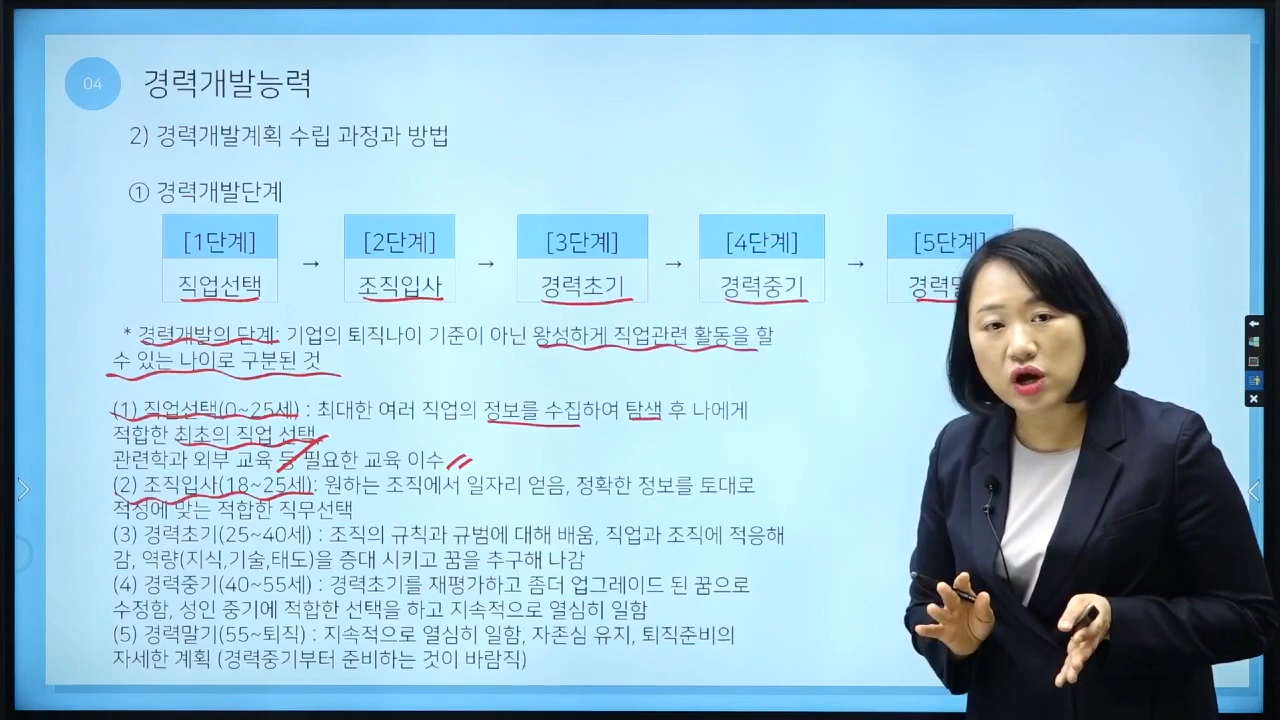 04
경력개발능력
2) 경력개발계획 수립 과정과 방법
① 경력개발단계
[1단계] [2단계] [3단계] [4단계] [5단계]
직업선택 → 조직입사 → 경력초기 → 경력중기 → 경력
* 경력개발의 단계: 기업의 퇴직나이 기준이 아닌 왕성하게 직업관련 활동을 할
수 있는 나이로 구분된 것
(1) 직업선택(0~25세) : 최대한 여러 직업의 정보를 수집하여 탐색 후 나에게
적합한 최초의 직업 선택
관련학과 외부 교육 등 필요한 교육 이수
(2) 조직입사(18~25세): 원하는 조직에서 일자리 얻음, 정확한 정보를 토대로
적성에 맞는 적합한 직무선택
(3) 경력초기(25~40세) : 조직의 규칙과 규범에 대해 배움, 직업과 조직에 적응해
감, 역량(지식,기술,태도)을 증대 시키고 꿈을 추구해 나감
(4) 경력중기(40~55세) : 경력초기를 재평가하고 좀더 업그레이드 된 꿈으로
수정함, 성인 중기에 적합한 선택을 하고 지속적으로 열심히 일함
(5) 경력말기(55~퇴직) : 지속적으로 열심히 일함, 자존심 유지, 퇴직준비의
자세한 계획 (경력중기부터 준비하는 것이 바람직)